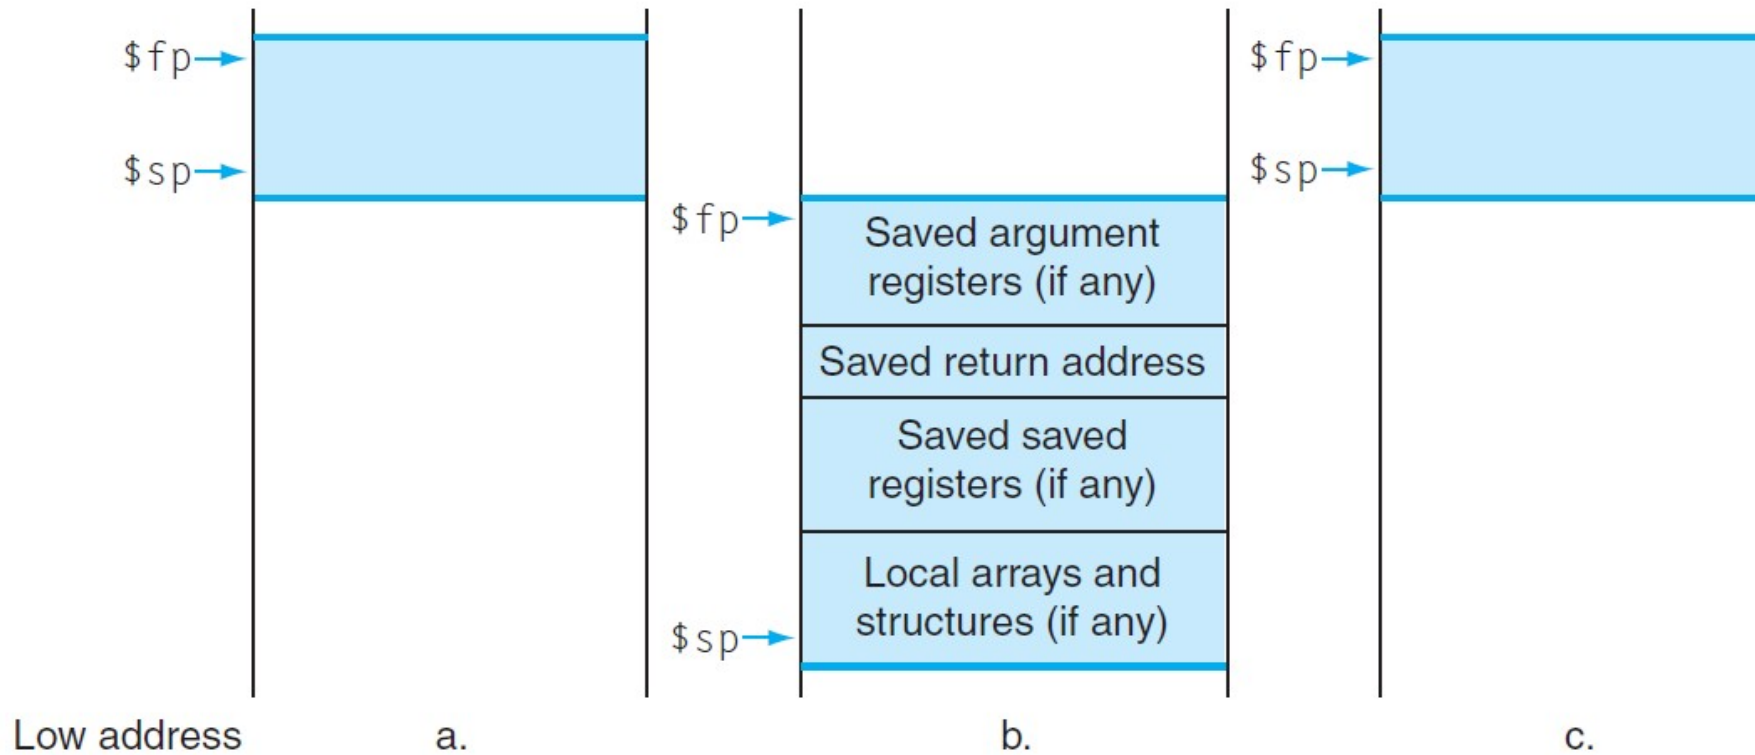 $fp
$sp
$fp
Saved argument
registers (if any)
Saved return address
Saved saved
registers (if any)
Local arrays and
structures (if any)
$sp
$fp
$sp
Low address
a.
b.
c.